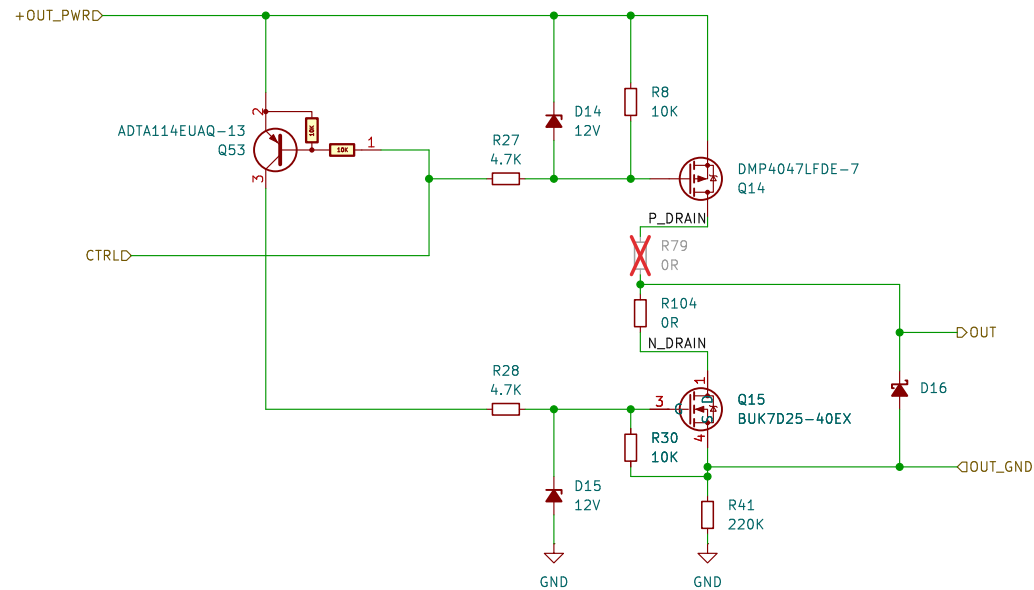 +OUT_PWR
2
ADTA114EUAQ-13
Q53
10K
10K
1
3
D14
12V
R8
10K
R27
4.7K
DMP4047LFDE-7
Q14
P_DRAIN
CTRL
R79
0R
R104
0R
OUT
N_DRAIN
R28
4.7K
1
D16
3
G
S
D
Q15
BUK7D25-40EX
4
R30
10K
OUT_GND
D15
12V
R41
220K
GND
GND